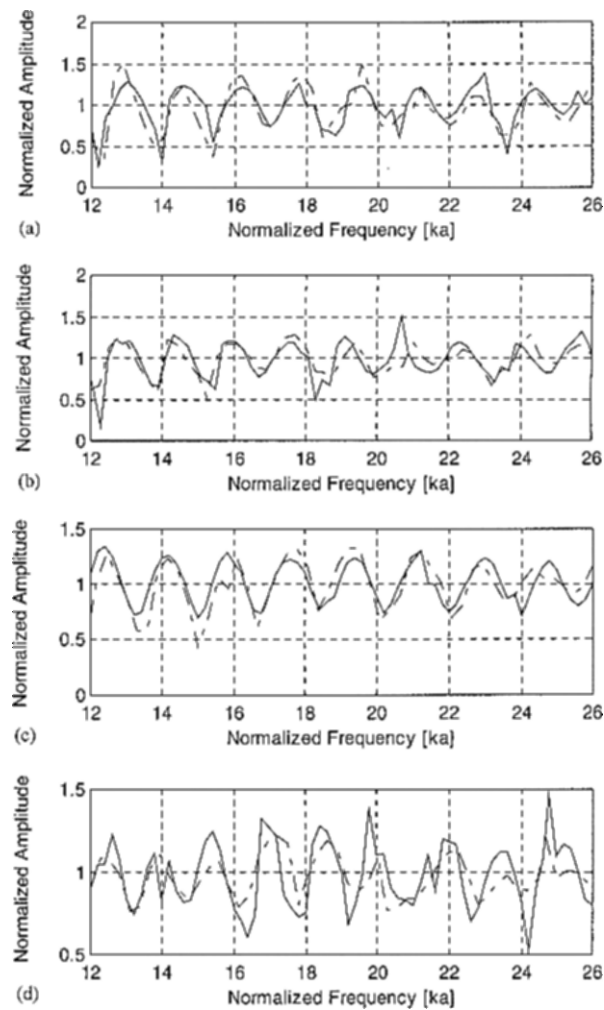 2
1.5
1
0.5
0
Normalized Amplitude
12 14 16 18 20 22 24 26
(a) Normalized Frequency [ka]
2
1.5
1
0.5
0
Normalized Amplitude
12 14 16 18 20 22 24 26
(b) Normalized Frequency [ka]
1.5
1
0.5
0
Normalized Amplitude
12 14 16 18 20 22 24 26
(c) Normalized Frequency [ka]
1.5
1
0.5
Normalized Amplitude
12 14 16 18 20 22 24 26
(d) Normalized Frequency [ka]